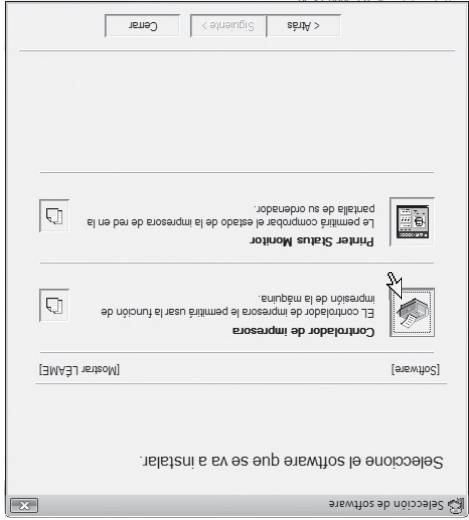 Selección de software
Seleccione el software que se va a instalar.
[Software] [Mostrar LÉAME]
Controlador de impresora
EL controlador de impresora le permitirá usar la función de
impresión de la máquina.
Printer Status Monitor
Le permitirá comprobar el estado de la impresora de red en la
pantalla de su ordenador.
< Atrás Siguiente > Cerrar